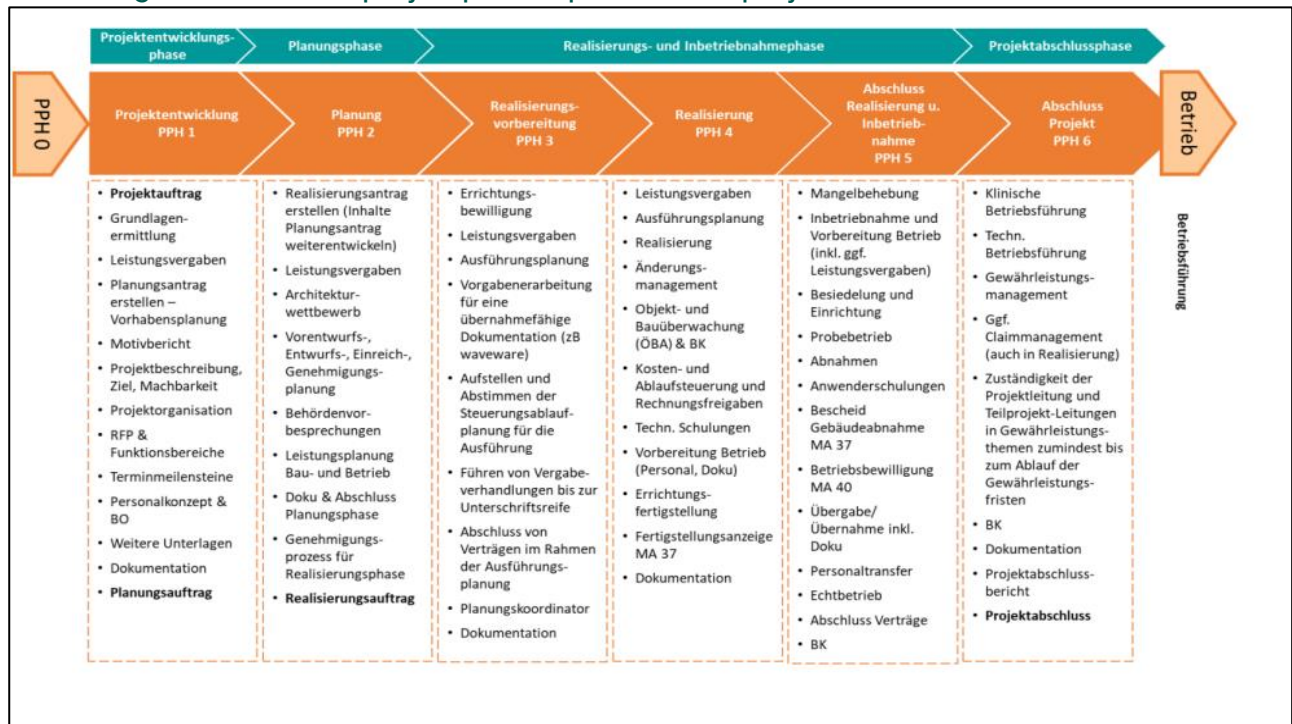 Projektentwicklungs-
phase
Planungsphase
Realisierungs- und Inbetriebnahmephase
Projektabschlussphase
PPH 0
Projektentwicklung
PPH 1
Planung
PPH 2
Realisierungs-
vorbereitung
PPH 3
Realisierung
PPH 4
Abschluss
Realisierung u.
Inbetrieb-
nahme
PPH 5
Abschluss
Projekt
PPH 6
Betrieb
• Projektauftrag
• Grundlagen-
ermittlung
• Leistungsvergaben
• Planungsantrag
erstellen –
Vorhabensplanung
• Motivbericht
• Projektbeschreibung,
Ziel, Machbarkeit
• Projektorganisation
• RFP &
Funktionsbereiche
• Terminmeilensteine
• Personalkonzept &
BO
• Weitere Unterlagen
• Dokumentation
• Planungsauftrag
• Realisierungsantrag
erstellen (Inhalte
Planungsantrag
weiterentwickeln)
• Leistungsvergaben
• Architektur-
wettbewerb
• Vorentwurfs-,
Entwurfs-, Einreich-,
Genehmigungs-
planung
• Behördenvor-
besprechungen
• Leistungsplanung
Bau- und Betrieb
• Doku & Abschluss
Planungsphase
• Genehmigungs-
prozess für
Realisierungsphase
• Realisierungsauftrag
• Errichtungs-
bewilligung
• Leistungsvergaben
• Ausführungsplanung
• Vorgabenerarbeitung
für eine
übernahmefähige
Dokumentation (zB
waveware)
• Aufstellen und
Abstimmen der
Steuerungsablauf-
planung für die
Ausführung
• Führen von Vergabe-
verhandlungen bis zur
Unterschriftsreife
• Abschluss von
Verträgen im Rahmen
der Ausführungs-
planung
• Planungskoordinator
• Dokumentation
• Leistungsvergaben
• Ausführungsplanung
• Realisierung
• Änderungs-
management
• Objekt- und
Bauüberwachung
(ÖBA) & BK
• Kosten- und
Ablaufsteuerung und
Rechnungsfreigaben
• Techn. Schulungen
• Vorbereitung Betrieb
(Personal, Doku)
• Errichtungs-
fertigstellung
• Fertigstellungsanzeige
MA 37
• Dokumentation
• Mangelbehebung
• Inbetriebnahme und
Vorbereitung Betrieb
(inkl. ggf.
Leistungsvergaben)
• Besiedelung und
Einrichtung
• Probebetrieb
• Abnahmen
• Anwenderschulungen
• Bescheid
Gebäudeabnahme
MA 37
• Betriebsbewilligung
MA 40
• Übergabe/
Übernahme inkl.
Doku
• Personaltransfer
• Echtbetrieb
• Abschluss Verträge
• BK
• Klinische
Betriebsführung
• Techn.
Betriebsführung
• Gewährleistungs-
management
• Ggf.
Claimmanagement
(auch in Realisierung)
• Zuständigkeit der
Projektleitung und
Teilprojekt-Leitungen
in Gewährleistungs-
themen zumindest bis
zum Ablauf der
Gewährleistungs-
fristen
• BK
• Dokumentation
• Projektabschluss-
bericht
• Projektabschluss
Betriebsführung